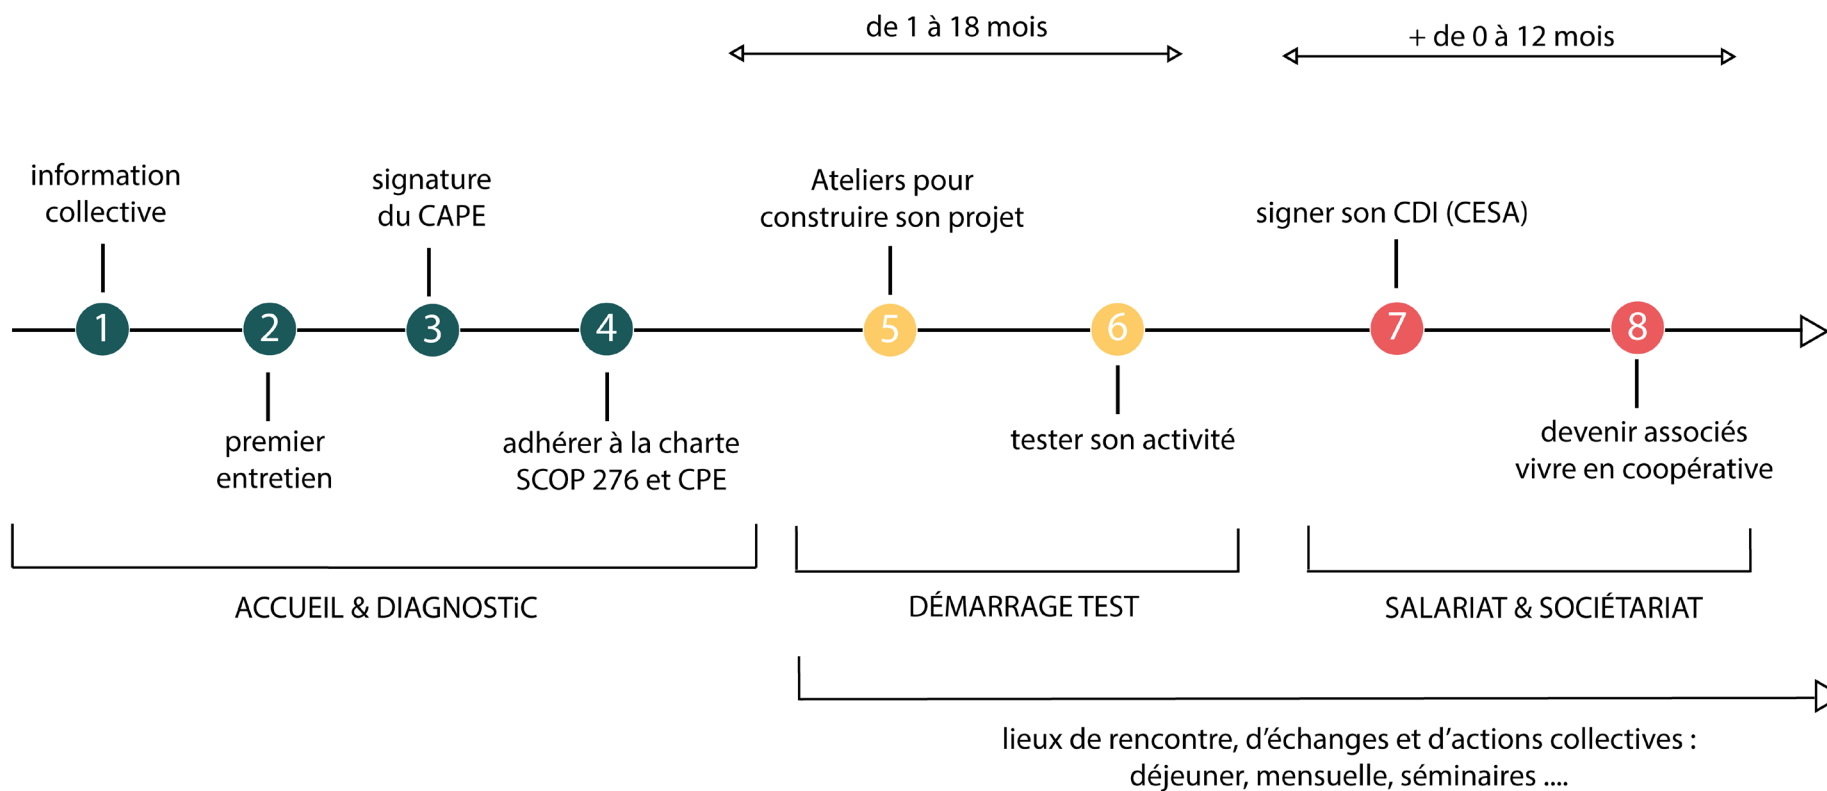 de 1 à 18 mois
+ de 0 à 12 mois
information
collective
signature
du CAPE
Ateliers pour
construire son projet
signer son CDI (CESA)
1
2
3
4
5
6
7
8
premier
entretien
adhérer à la charte
SCOP 276 et CPE
tester son activité
devenir associés
vivre en coopérative
ACCUEIL & DIAGNOSTiC
DÉMARRAGE TEST
SALARIAT & SOCIÉTARIAT
lieux de rencontre, d’échanges et d’actions collectives :
déjeuner, mensuelle, séminaires ....